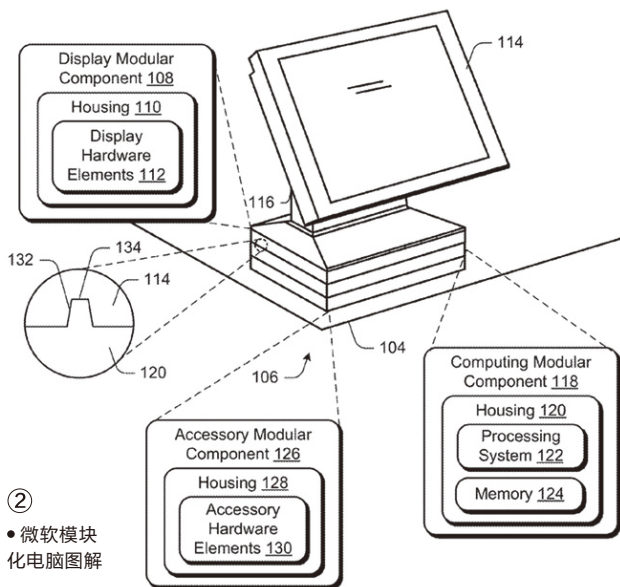 Display Modular
Component 108
Housing 110
Display
Hardware
Elements 112
114
116
134
132
114
120
104
106
Computing Modular
Component 118
Housing 120
Processing
System 122
Memory 124
Accessory Modular
Component 126
Housing 128
Accessory
Hardware
Elements 130
②
• 微软模块
化电脑图解